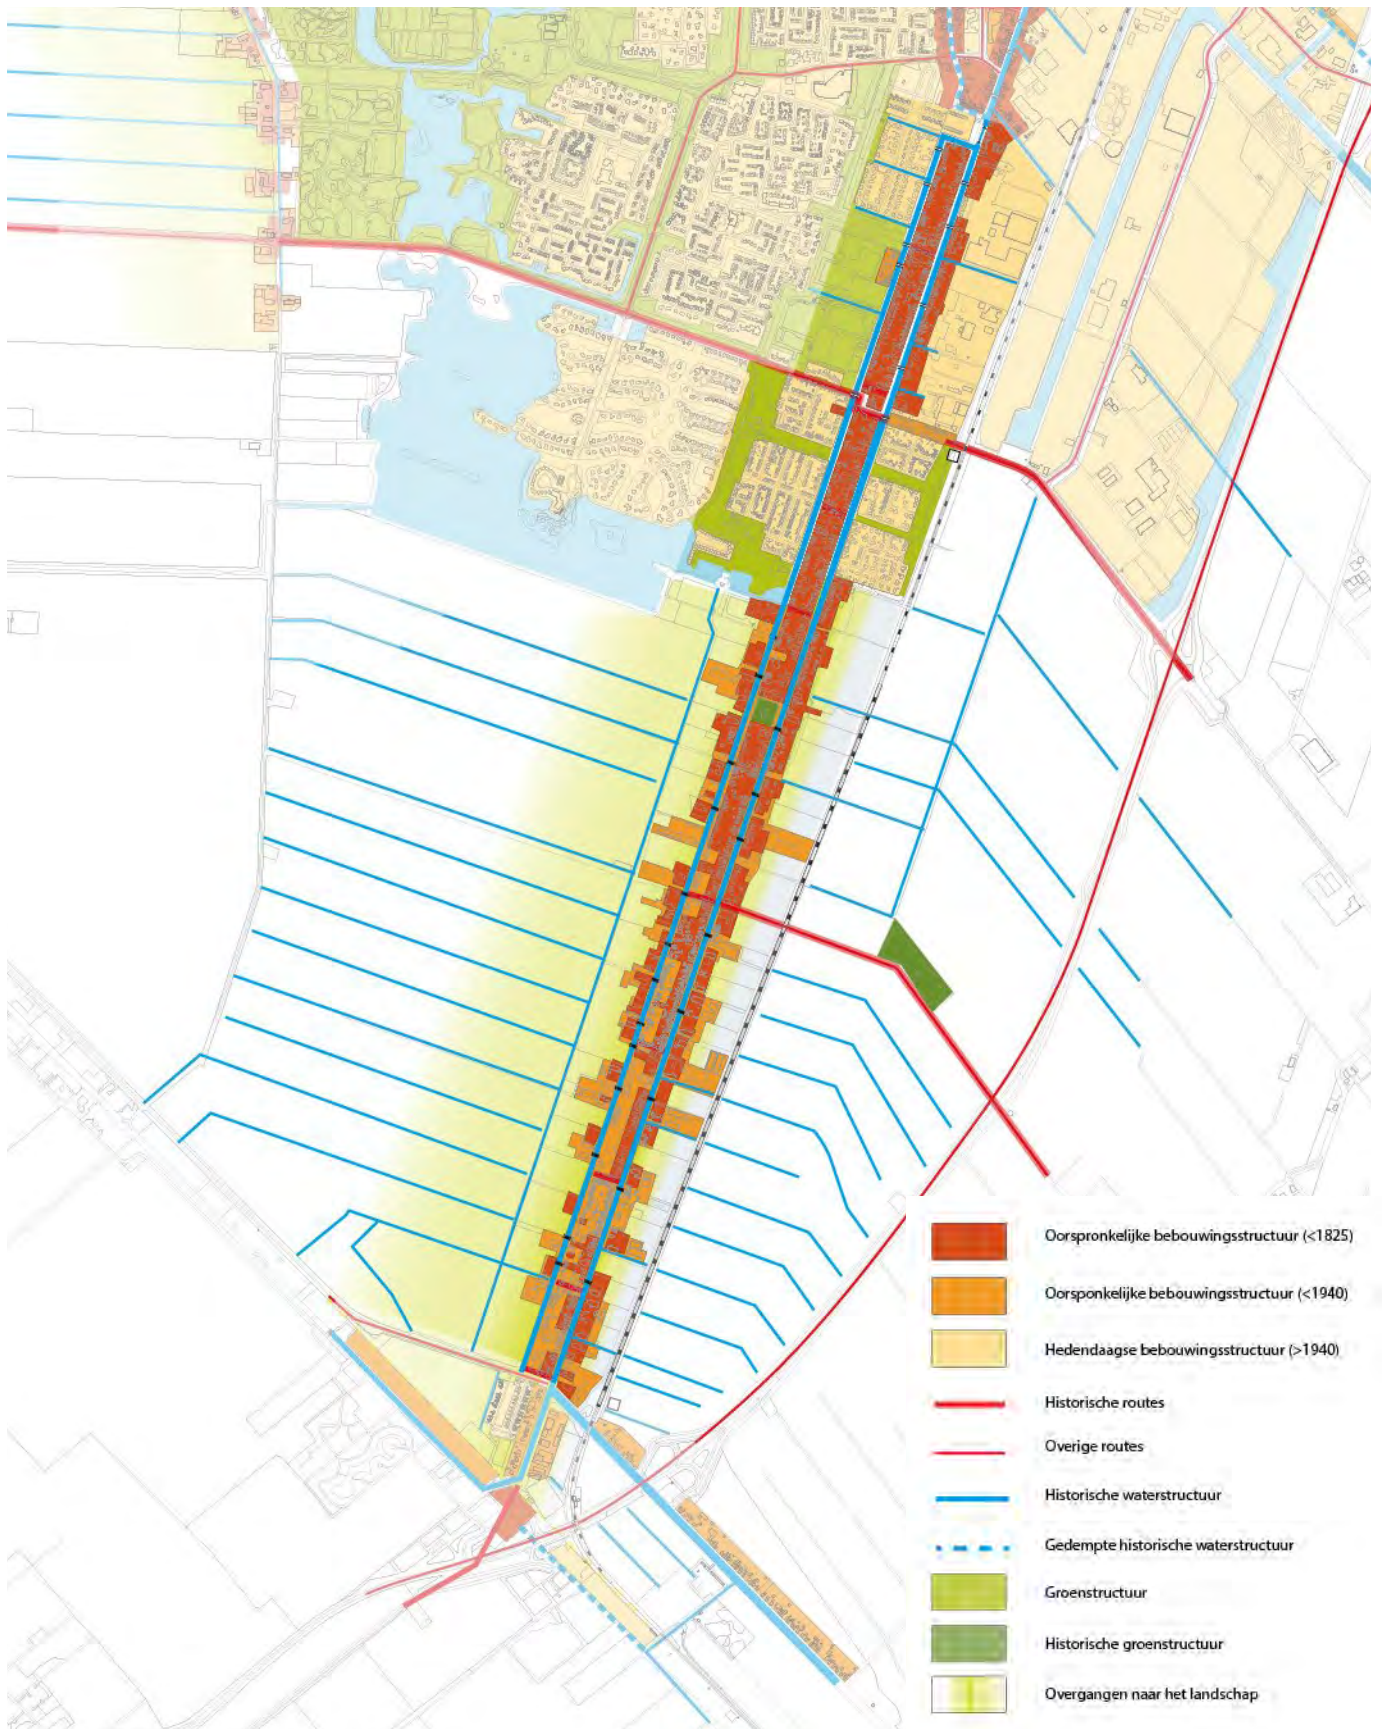 Oorspronkelijke bebouwingsstructuur (<1825)
Oorsponkelijke bebouwingsstructuur (<1940)
Hedendaagse bebouwingsstructuur (>1940)
Historische routes
Overige routes
Historische waterstructuur
Gedempte historische waterstructuur
Groenstructuur
Historische groenstructuur
Overgangen naar het landschap